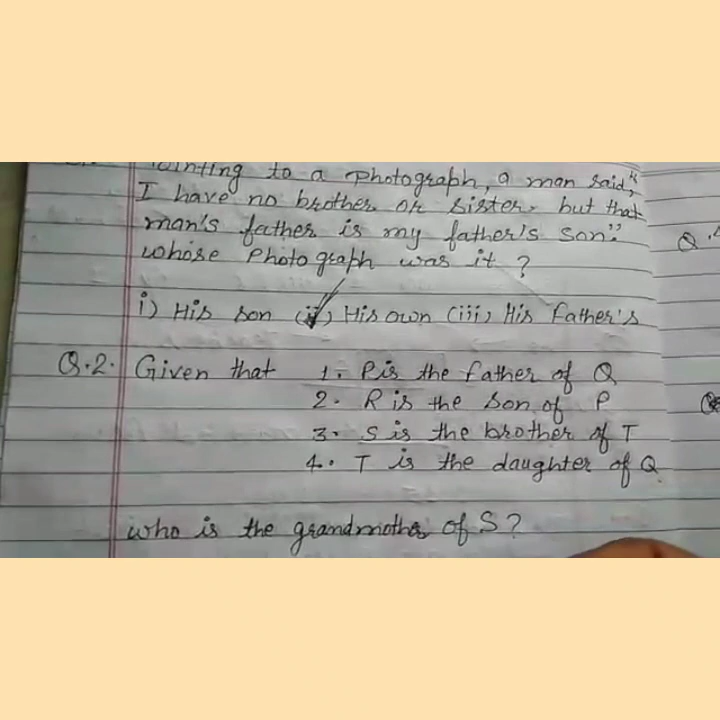 to a photograph, a man said, "
I have no brother or sister, but that
man's father is my father's son."
whose Photograph was it ?
i) His son (ii) His own (iii) His Father's
Q.2. Given that 1. P is the father of Q
2. R is the son of P
3. S is the brother of T
4. T is the daughter of Q
who is the grandmother of S?
Q.